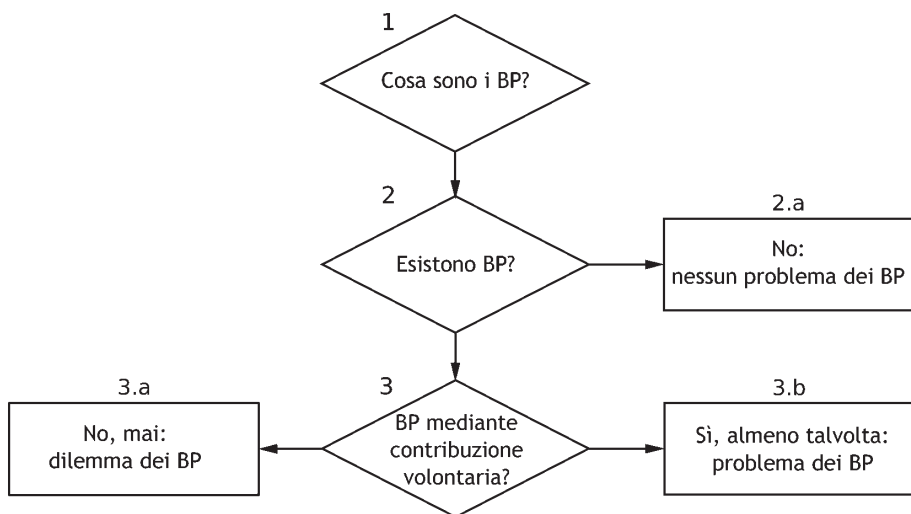 1
Cosa sono i BP?
2
Esistono BP?
2.a
No:
nessun problema dei BP
3.a
No, mai:
dilemma dei BP
3
BP mediante
contribuzione
volontaria?
3.b
Sì, almeno talvolta:
problema dei BP